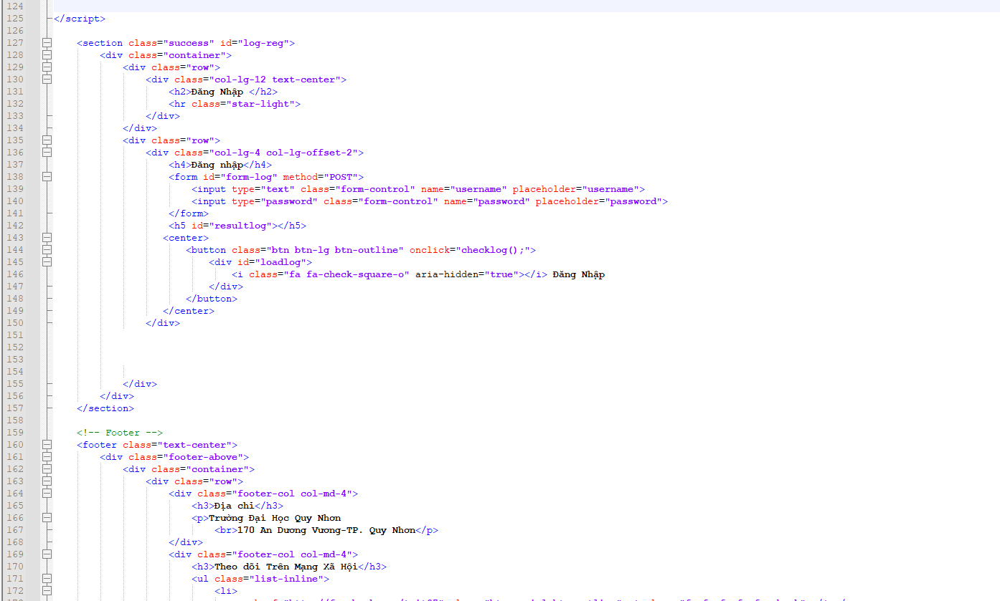 124
125 </script>
126
127 <section class="success" id="log-reg">
128 <div class="container">
129 <div class="row">
130 <div class="col-lg-12 text-center">
131 <h2>Đăng Nhập </h2>
132 <hr class="star-light">
133 </div>
134 </div>
135 <div class="row">
136 <div class="col-lg-4 col-lg-offset-2">
137 <h4>Đăng nhập</h4>
138 <form id="form-log" method="POST">
139 <input type="text" class="form-control" name="username" placeholder="username">
140 <input type="password" class="form-control" name="password" placeholder="password">
141 </form>
142 <h5 id="resultlog"></h5>
143 <center>
144 <button class="btn btn-lg btn-outline" onclick="checklog();">
145 <div id="loadlog">
146 <i class="fa fa-check-square-o" aria-hidden="true"></i> Đăng Nhập
147 </div>
148 </button>
149 </center>
150 </div>
151
152
153
154
155 </div>
156 </div>
157 </section>
158
159 <!-- Footer -->
160 <footer class="text-center">
161 <div class="footer-above">
162 <div class="container">
163 <div class="row">
164 <div class="footer-col col-md-4">
165 <h3>Địa chỉ</h3>
166 <p>Trường Đại Học Quy Nhơn
167 <br>170 An Dương Vương-TP. Quy Nhơn</p>
168 </div>
169 <div class="footer-col col-md-4">
170 <h3>Theo dõi Trên Mạng Xã Hội</h3>
171 <ul class="list-inline">
172 <li>